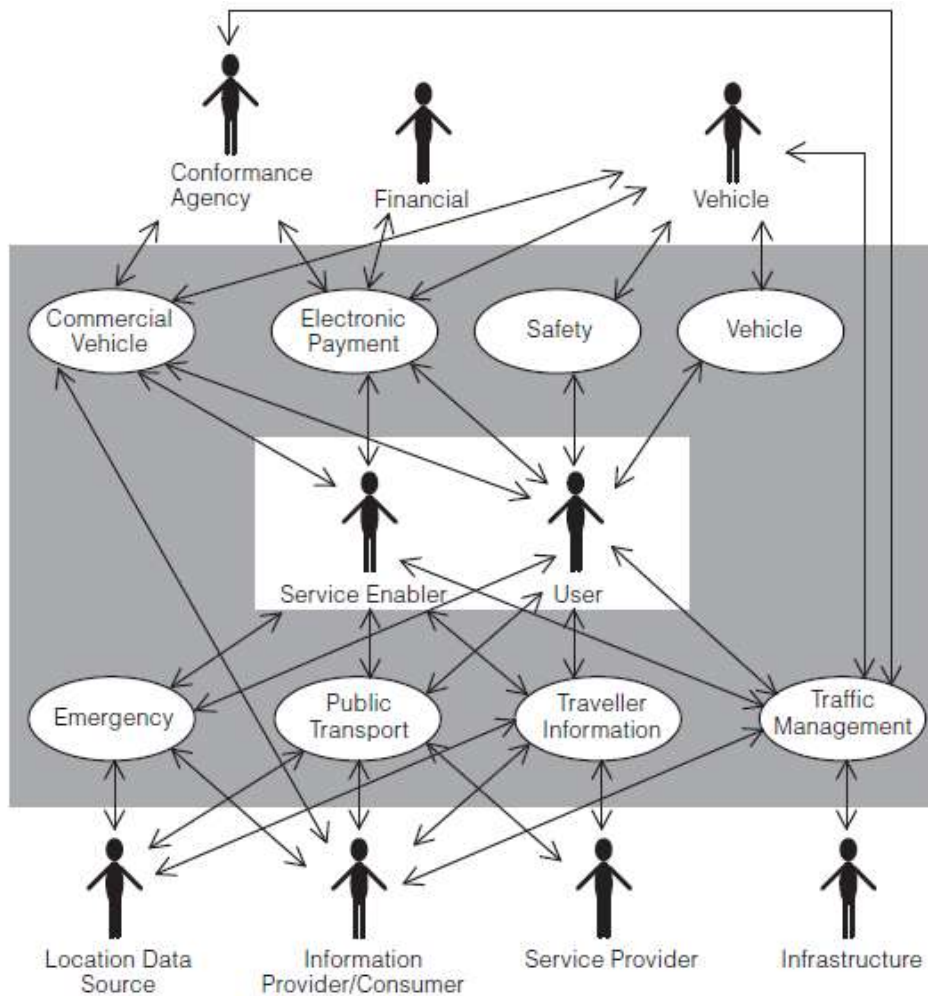 Conformance
Agency
Financial
Vehicle
Commercial
Vehicle
Electronic
Payment
Safety
Vehicle
Service Enabler
User
Emergency
Public
Transport
Traveller
Information
Traffic
Management
Location Data
Source
Information
Provider/Consumer
Service Provider
Infrastructure